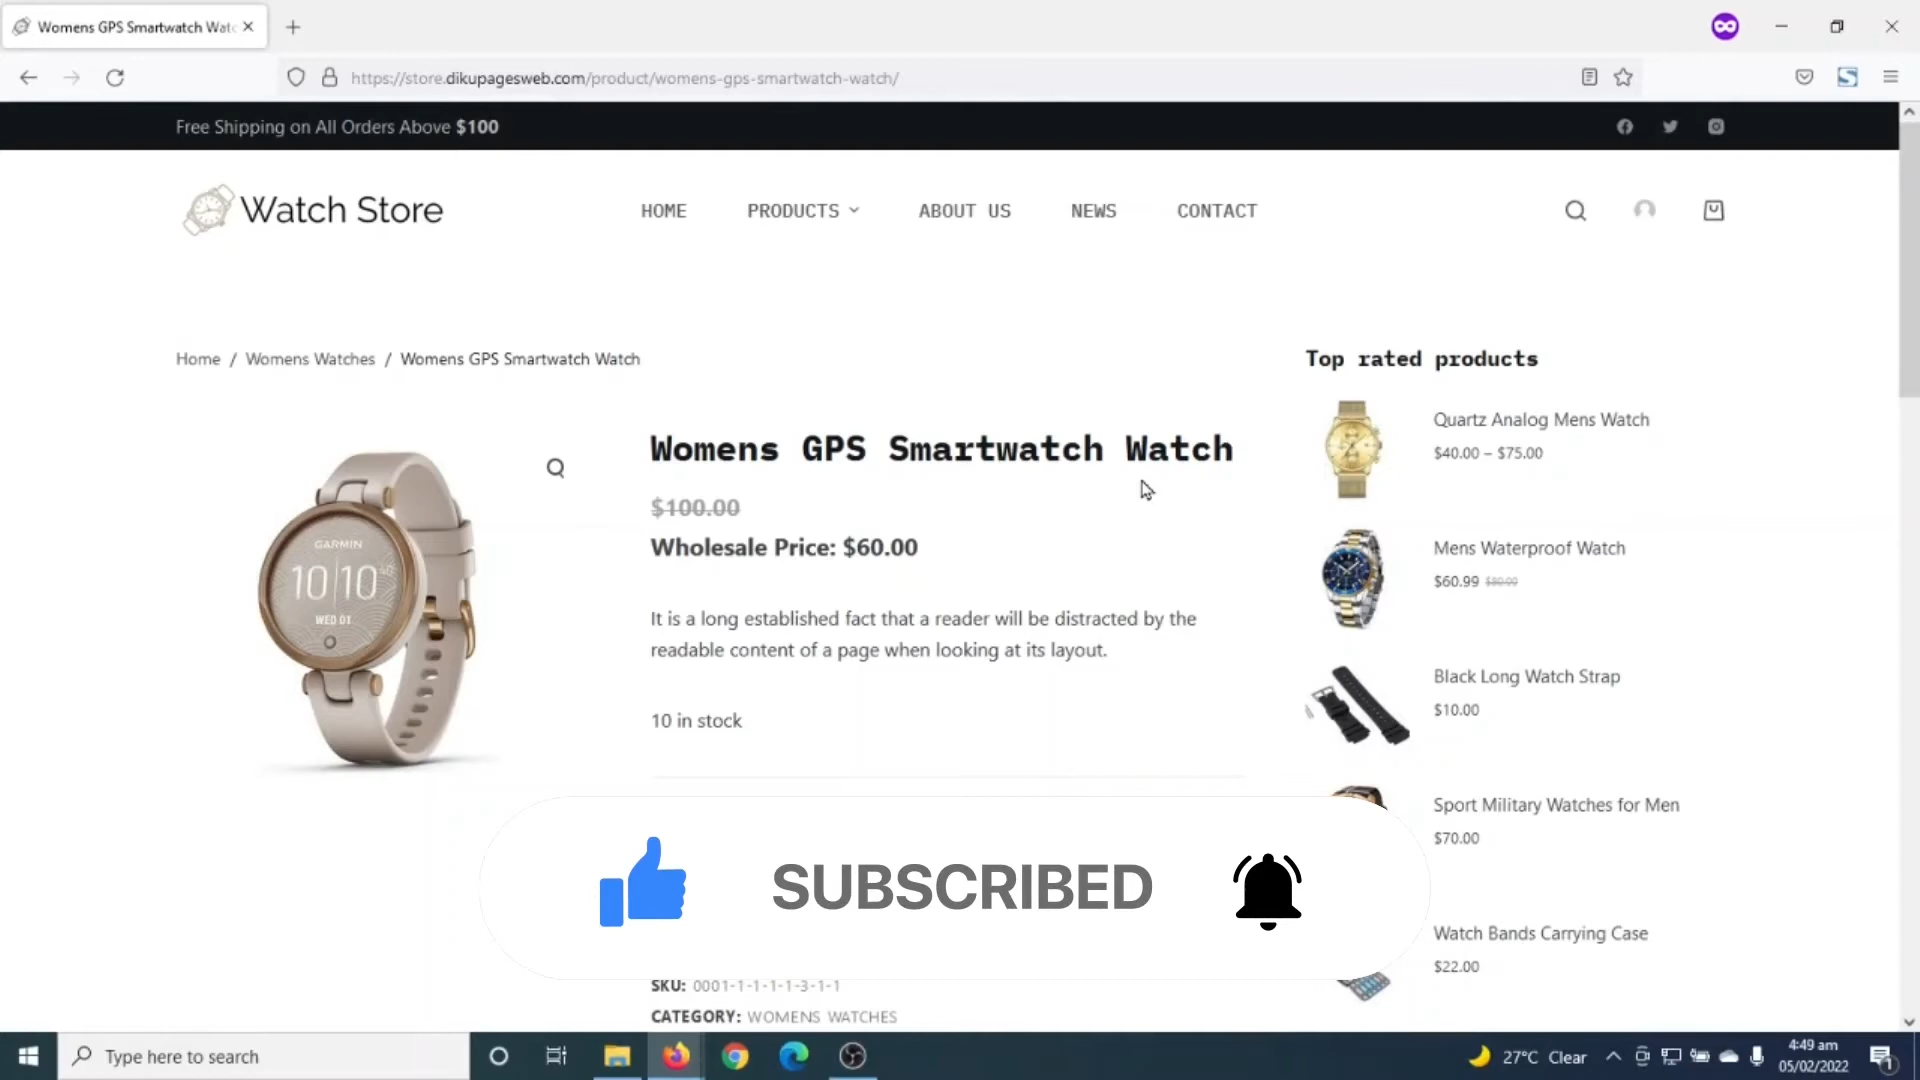 Womens GPS Smartwatch Watc
https://store.dikupagesweb.com/product/womens-gps-smartwatch-watch/
Free Shipping on All Orders Above $100
Watch Store
HOME
PRODUCTS
ABOUT US
NEWS
CONTACT
Home / Womens Watches / Womens GPS Smartwatch Watch
Womens GPS Smartwatch Watch
$100.00
Wholesale Price: $60.00
It is a long established fact that a reader will be distracted by the
readable content of a page when looking at its layout.
10 in stock
GARMIN
10 10
WED 01
SKU: 0001-1-1-1-1-3-1-1
CATEGORY: WOMENS WATCHES
Top rated products
Quartz Analog Mens Watch
$40.00 – $75.00
Mens Waterproof Watch
$60.99 $80.00
Black Long Watch Strap
$10.00
Sport Military Watches for Men
$70.00
Watch Bands Carrying Case
$22.00
SUBSCRIBED
Type here to search
27°C Clear
4:49 am
05/02/2022
1